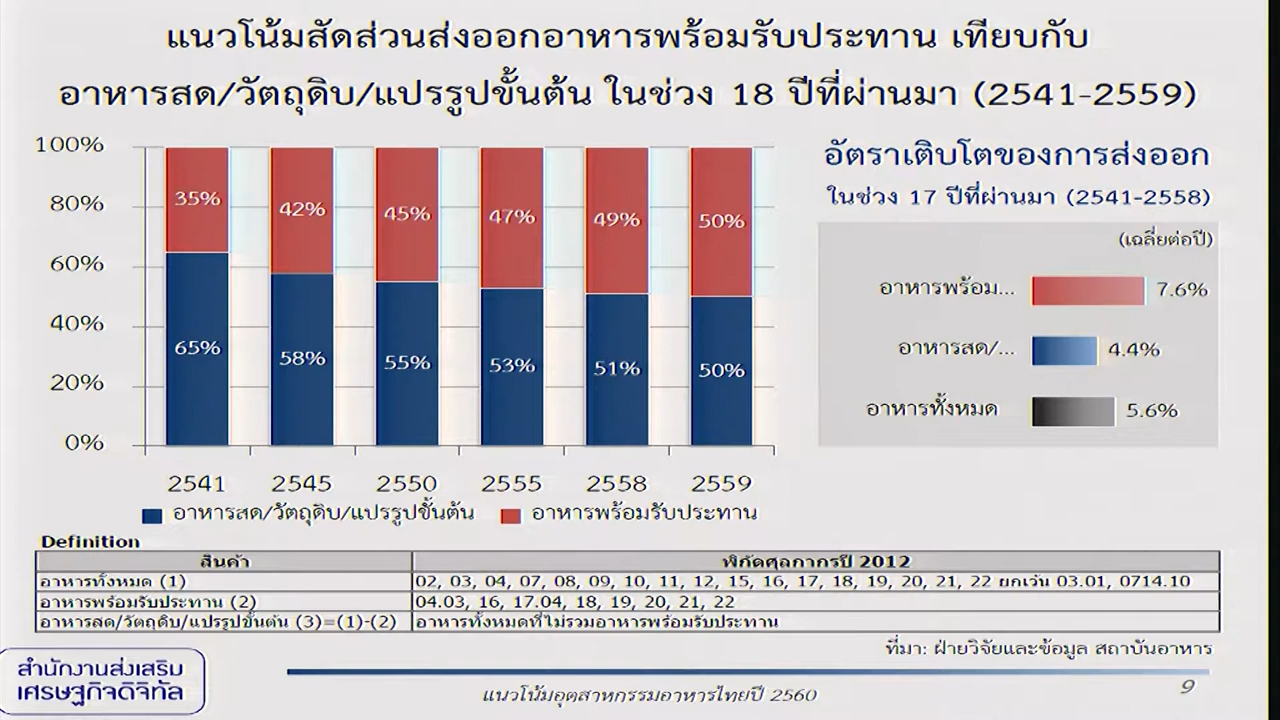 แนวโน้มสัดส่วนส่งออกอาหารพร้อมรับประทาน เทียบกับ
อาหารสด/วัตถุดิบ/แปรรูปขั้นต้น ในช่วง 18 ปีที่ผ่านมา (2541-2559)
100%
80%
60%
40%
20%
0%
35%
42%
45%
47%
49%
50%
65%
58%
55%
53%
51%
50%
2541
2545
2550
2555
2558
2559
อาหารสด/วัตถุดิบ/แปรรูปขั้นต้น
อาหารพร้อมรับประทาน
อัตราเติบโตของการส่งออก
ในช่วง 17 ปีที่ผ่านมา (2541-2558)
(เฉลี่ยต่อปี)
อาหารพร้อม... 7.6%
อาหารสด/... 4.4%
อาหารทั้งหมด 5.6%
Definition
สินค้า พิกัดศุลกากรปี 2012
อาหารทั้งหมด (1) 02, 03, 04, 07, 08, 09, 10, 11, 12, 15, 16, 17, 18, 19, 20, 21, 22 ยกเว้น 03.01, 0714.10
อาหารพร้อมรับประทาน (2) 04.03, 16, 17.04, 18, 19, 20, 21, 22
อาหารสด/วัตถุดิบ/แปรรูปขั้นต้น (3)=(1)-(2) อาหารทั้งหมดที่ไม่รวมอาหารพร้อมรับประทาน
ที่มา: ฝ่ายวิจัยและข้อมูล สถาบันอาหาร
สำนักงานส่งเสริม
เศรษฐกิจดิจิทัล
แนวโน้มอุตสาหกรรมอาหารไทยปี 2560
9